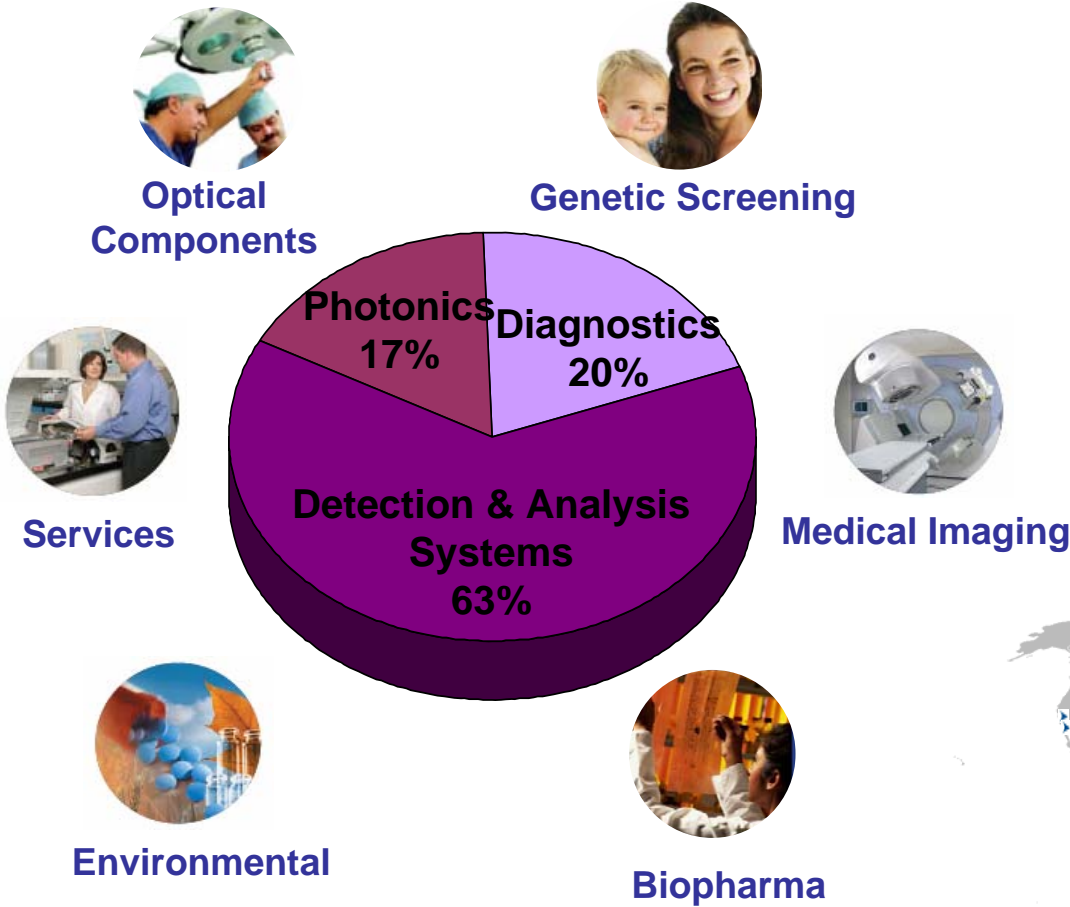 Optical
Components
Genetic Screening
Photonics
17%
Diagnostics
20%
Services
Detection & Analysis
Systems
63%
Medical Imaging
Environmental
Biopharma